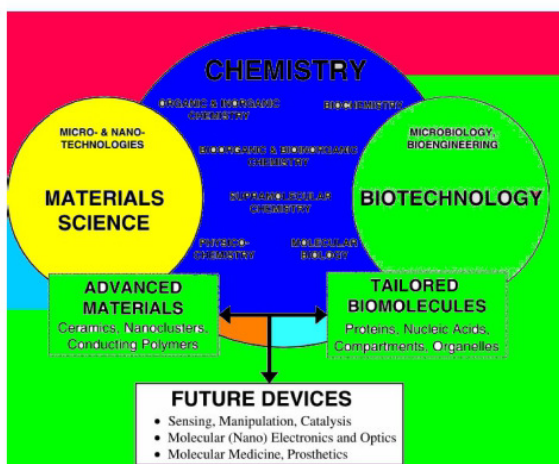 CHEMISTRY
ORGANIC & INORGANIC
CHEMISTRY
BIOCHEMISTRY
MICRO- & NANO-
TECHNOLOGIES
MICROBIOLOGY,
BIOENGINEERING
BIOORGANIC & BIOINORGANIC
CHEMISTRY
MATERIALS
SCIENCE
SUPRAMOLECULAR
CHEMISTRY
BIOTECHNOLOGY
PHYSICO-
CHEMISTRY
MOLECULAR
BIOLOGY
ADVANCED
MATERIALS
Ceramics, Nanoclusters,
Conducting Polymers
TAILORED
BIOMOLECULES
Proteins, Nucleic Acids,
Compartments, Organelles
FUTURE DEVICES
• Sensing, Manipulation, Catalysis
• Molecular (Nano) Electronics and Optics
• Molecular Medicine, Prosthetics